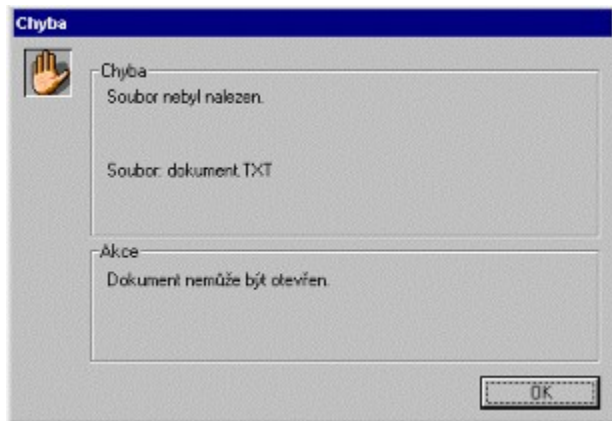 Chyba
Chyba
Soubor nebyl nalezen.
Soubor: dokument.TXT
Akce
Dokument nemůže být otevřen.
OK